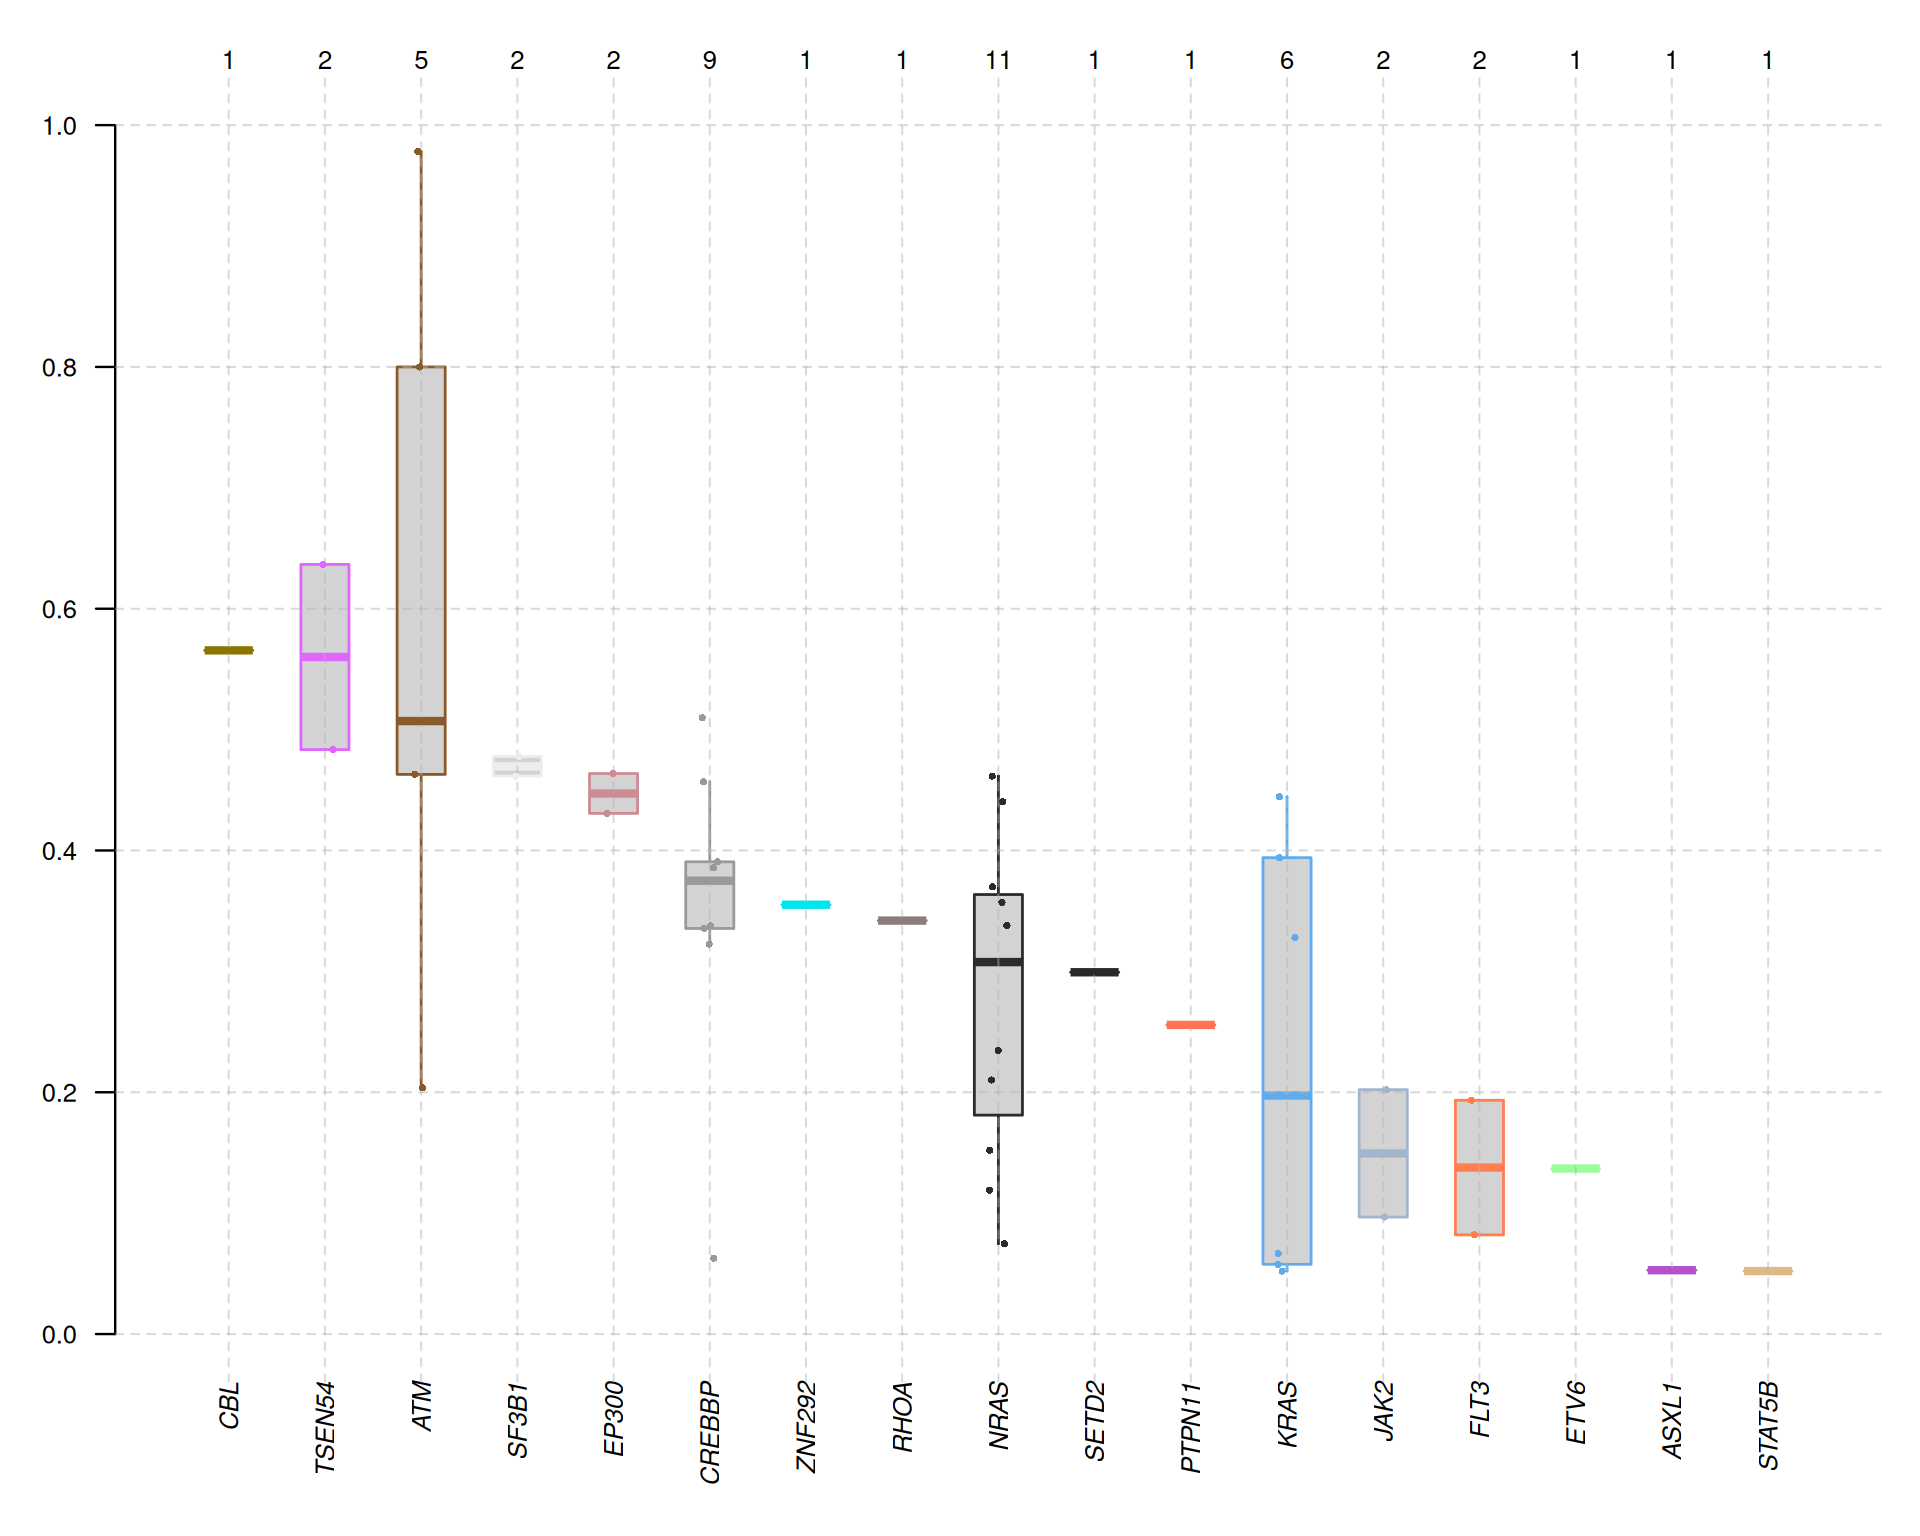 1 2 5 2 2 9 1 1 11 1 1 6 2 2 1 1 1
1.0
0.8
0.6
0.4
0.2
0.0
CBL
TSEN54
ATM
SF3B1
EP300
CREBBP
ZNF292
RHOA
NRAS
SETD2
PTPN11
KRAS
JAK2
FLT3
ETV6
ASXL1
STAT5B